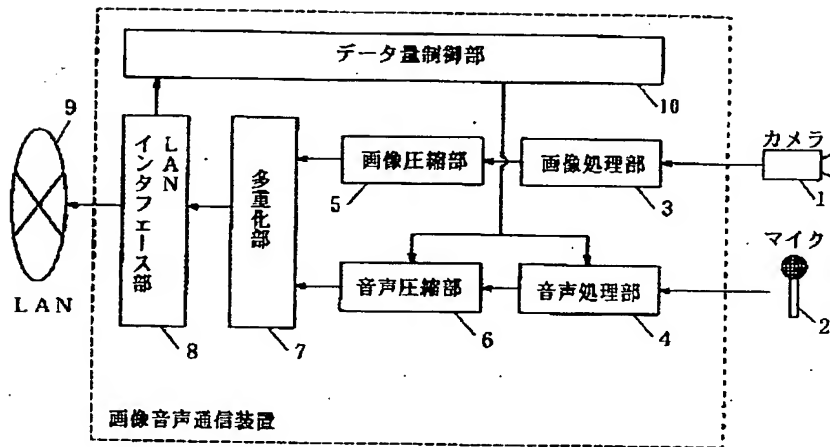 データ量制御部
10
9
LAN
インタフェース部
多重化部
画像圧縮部
画像処理部
カメラ
5
3
1
マイク
音声圧縮部
音声処理部
LAN
8
7
6
4
2
画像音声通信装置